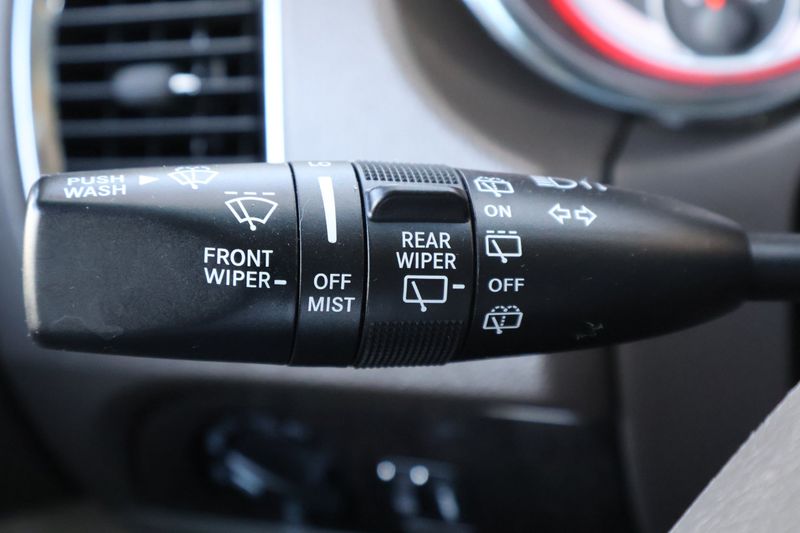 PUSH
WASH
FRONT
WIPER
OFF
MIST
REAR
WIPER
ON
OFF